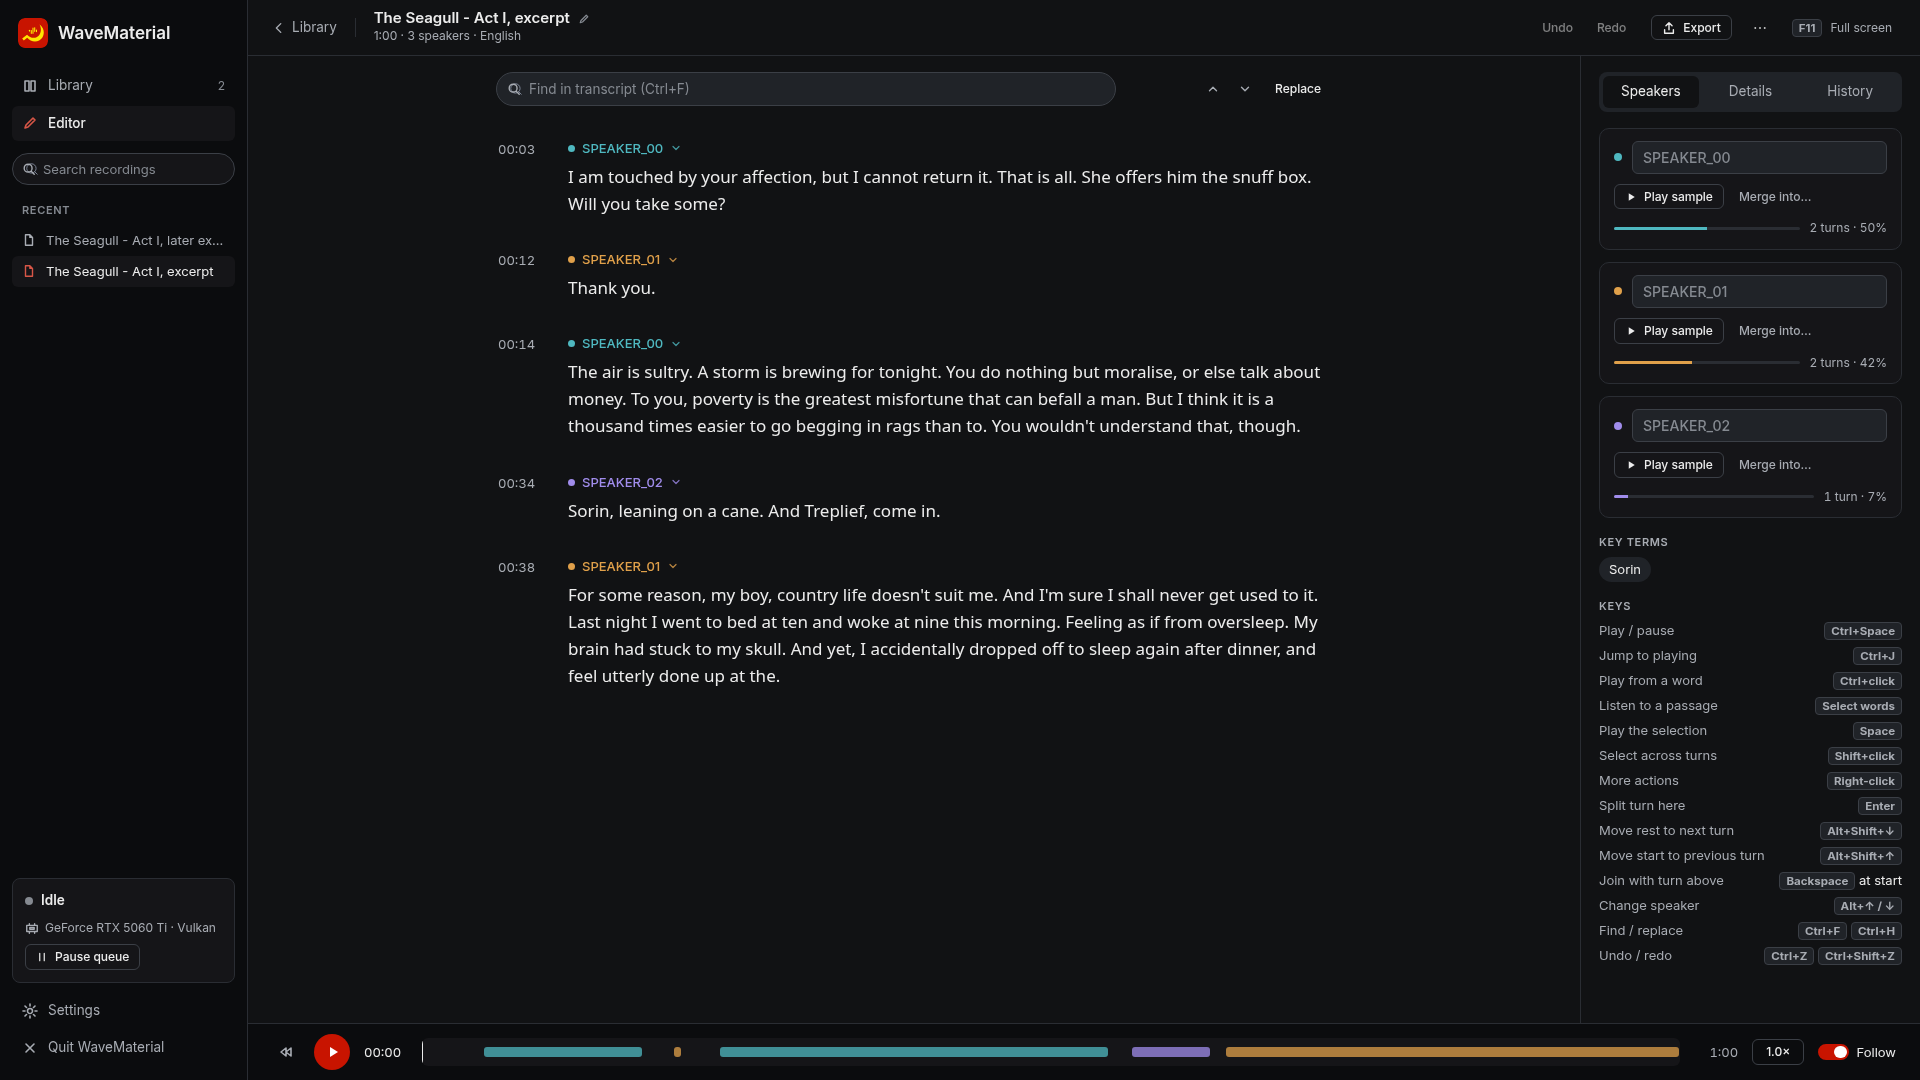 WaveMaterial
Library 2
Editor
Search recordings
RECENT
The Seagull - Act I, later ex...
The Seagull - Act I, excerpt
Idle
GeForce RTX 5060 Ti · Vulkan
Pause queue
Settings
Quit WaveMaterial
Library
The Seagull - Act I, excerpt
1:00 · 3 speakers · English
Undo Redo Export ... F11 Full screen
Find in transcript (Ctrl+F) Replace
00:03 SPEAKER_00
I am touched by your affection, but I cannot return it. That is all. She offers him the snuff box.
Will you take some?
00:12 SPEAKER_01
Thank you.
00:14 SPEAKER_00
The air is sultry. A storm is brewing for tonight. You do nothing but moralise, or else talk about
money. To you, poverty is the greatest misfortune that can befall a man. But I think it is a
thousand times easier to go begging in rags than to. You wouldn't understand that, though.
00:34 SPEAKER_02
Sorin, leaning on a cane. And Treplief, come in.
00:38 SPEAKER_01
For some reason, my boy, country life doesn't suit me. And I'm sure I shall never get used to it.
Last night I went to bed at ten and woke at nine this morning. Feeling as if from oversleep. My
brain had stuck to my skull. And yet, I accidentally dropped off to sleep again after dinner, and
feel utterly done up at the.
Speakers Details History
SPEAKER_00
Play sample Merge into...
2 turns · 50%
SPEAKER_01
Play sample Merge into...
2 turns · 42%
SPEAKER_02
Play sample Merge into...
1 turn · 7%
KEY TERMS
Sorin
KEYS
Play / pause Ctrl+Space
Jump to playing Ctrl+J
Play from a word Ctrl+click
Listen to a passage Select words
Play the selection Space
Select across turns Shift+click
More actions Right-click
Split turn here Enter
Move rest to next turn Alt+Shift+↓
Move start to previous turn Alt+Shift+↑
Join with turn above Backspace at start
Change speaker Alt+↑ / ↓
Find / replace Ctrl+F Ctrl+H
Undo / redo Ctrl+Z Ctrl+Shift+Z
00:00 1:00 1.0× Follow